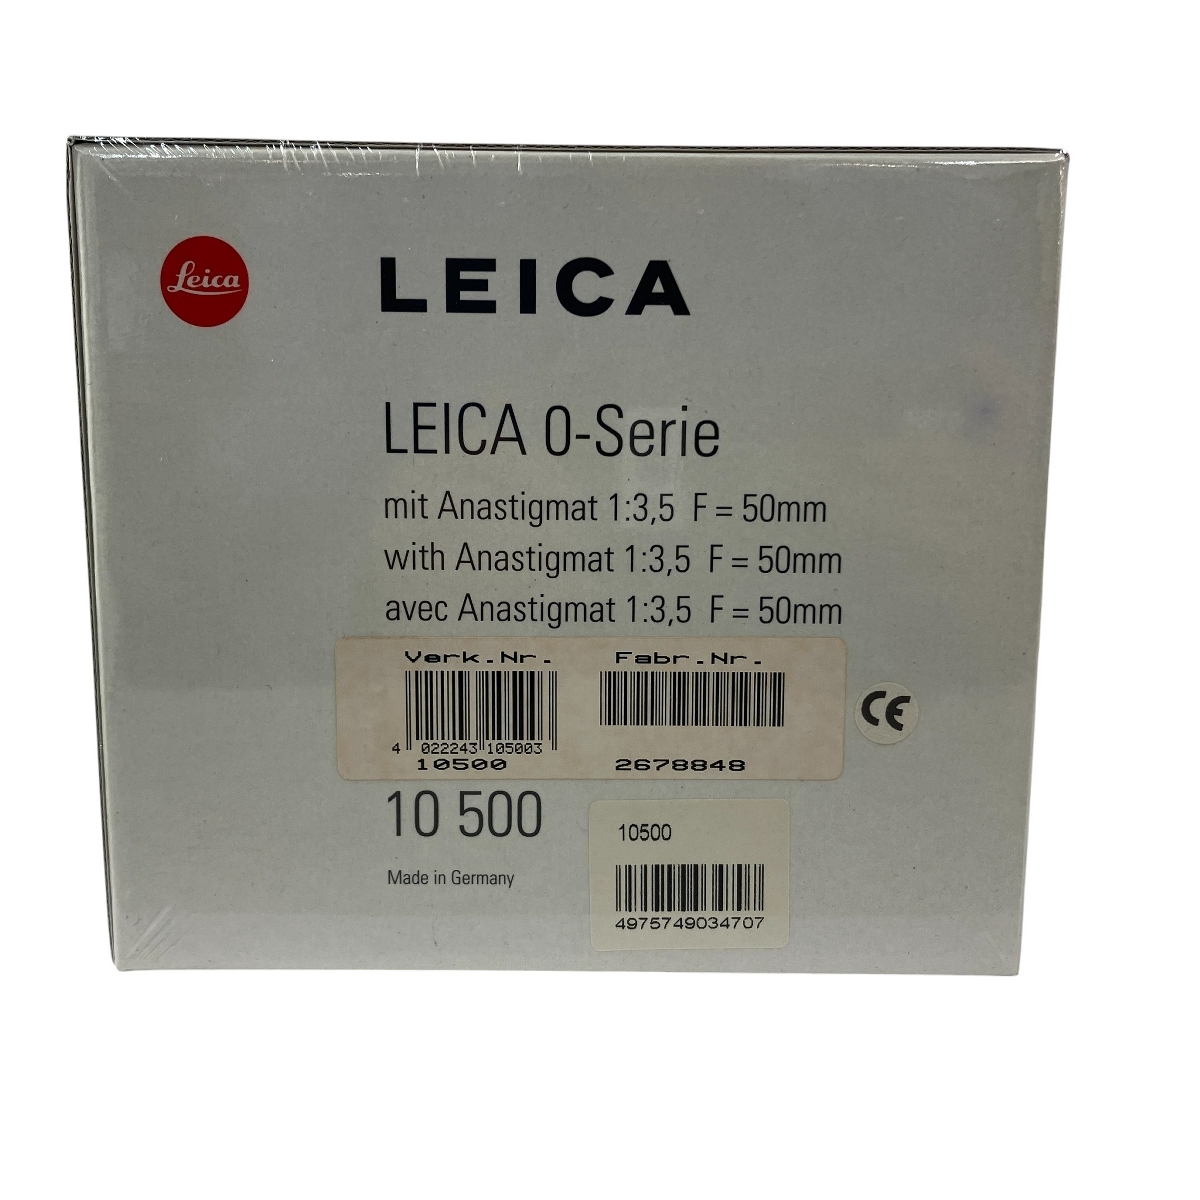 Leica
LEICA
LEICA 0-Serie
mit Anastigmat 1:3,5 F = 50mm
with Anastigmat 1:3,5 F = 50mm
avec Anastigmat 1:3,5 F = 50mm
Verk.Nr. Fabr.Nr.
4 022243 105003
10500 2678848
CE
10 500
Made in Germany
10500
4975749034707